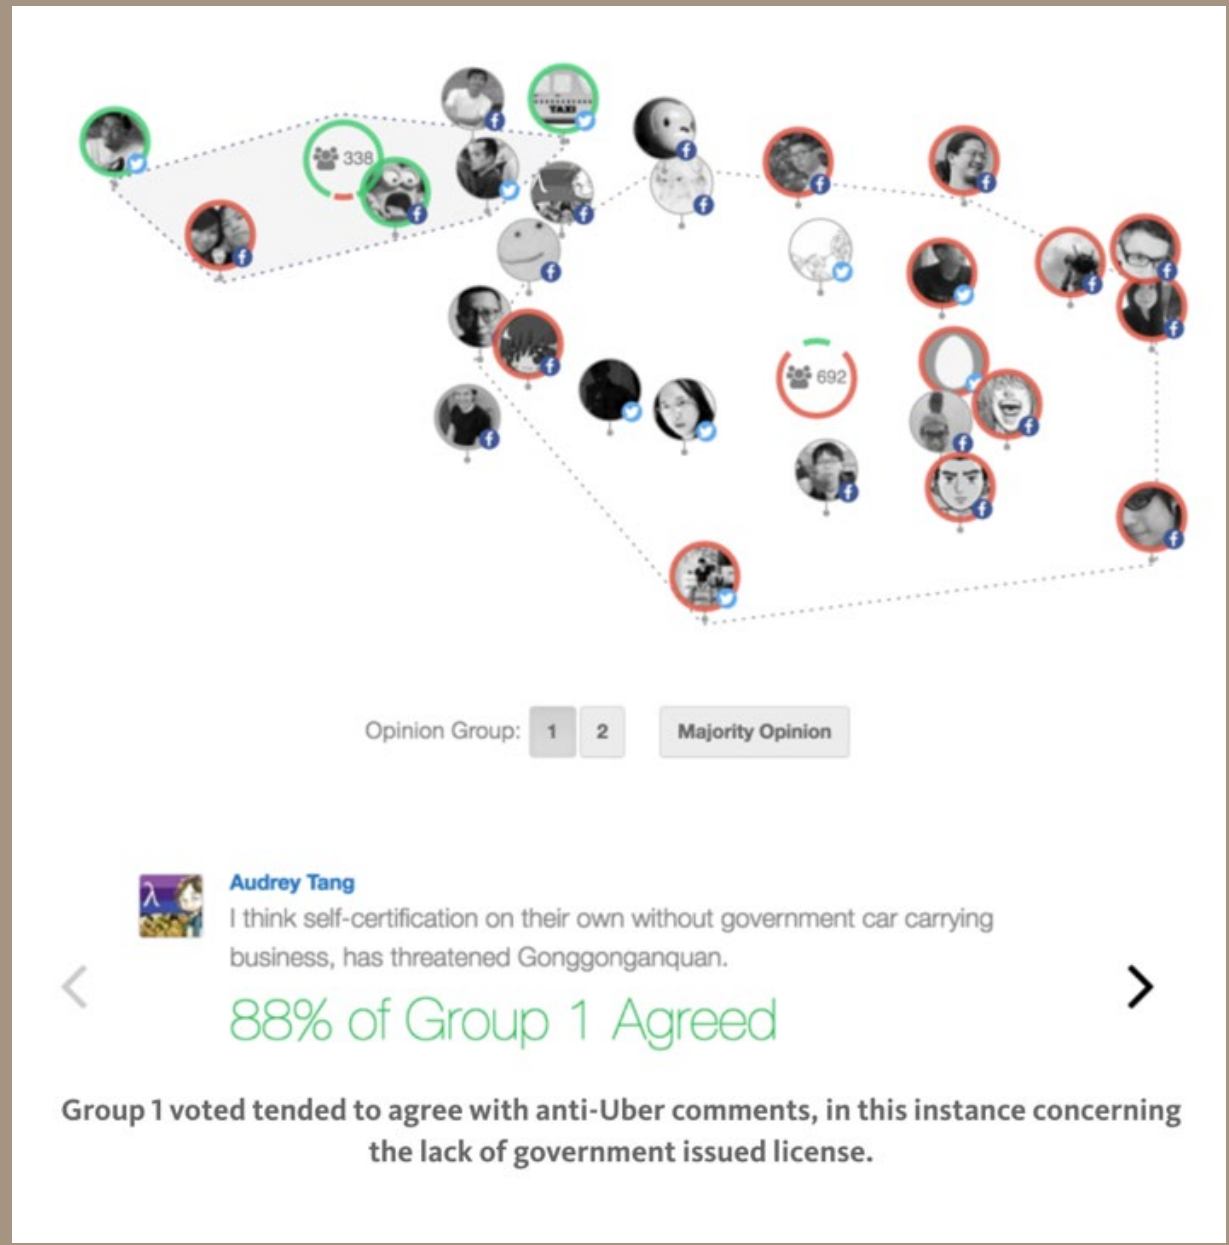 TAXI
338
692
Opinion Group: 1 2 Majority Opinion
Audrey Tang
I think self-certification on their own without government car carrying
business, has threatened Gonggonganquan.
88% of Group 1 Agreed
Group 1 voted tended to agree with anti-Uber comments, in this instance concerning
the lack of government issued license.